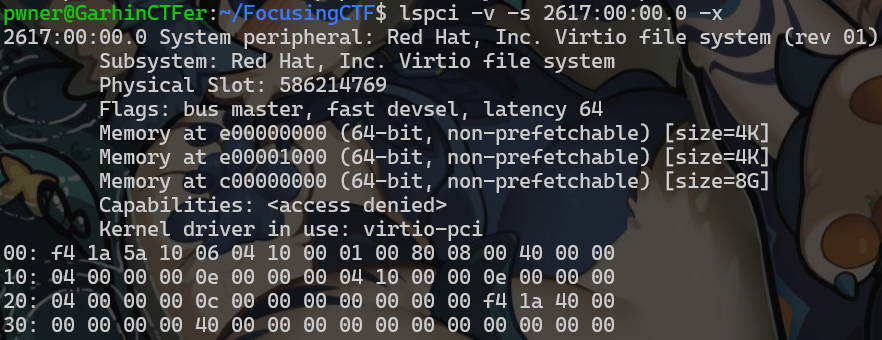 pwner@GarhinCTFer:~/FocusingCTF$ lspci -v -s 2617:00:00.0 -x
2617:00:00.0 System peripheral: Red Hat, Inc. Virtio file system (rev 01)
Subsystem: Red Hat, Inc. Virtio file system
Physical Slot: 586214769
Flags: bus master, fast devsel, latency 64
Memory at e00000000 (64-bit, non-prefetchable) [size=4K]
Memory at e00001000 (64-bit, non-prefetchable) [size=4K]
Memory at c00000000 (64-bit, non-prefetchable) [size=8G]
Capabilities: <access denied>
Kernel driver in use: virtio-pci
00: f4 1a 5a 10 06 04 10 00 01 00 80 08 00 40 00 00
10: 04 00 00 00 0e 00 00 00 04 10 00 00 0e 00 00 00
20: 04 00 00 00 0c 00 00 00 00 00 00 00 f4 1a 40 00
30: 00 00 00 00 40 00 00 00 00 00 00 00 00 00 00 00